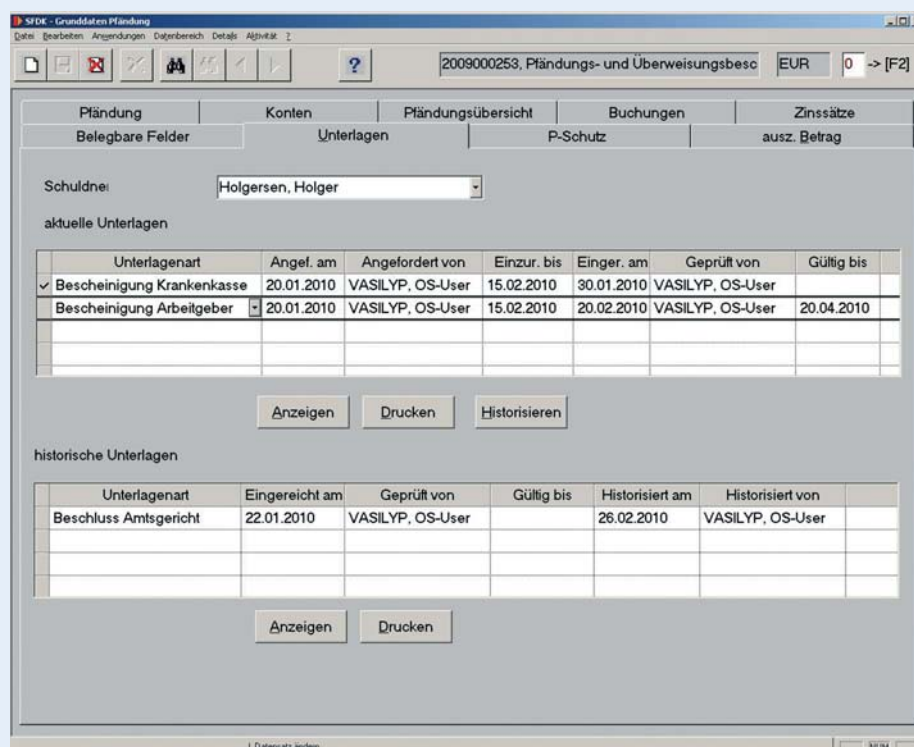 SFDK - Grunddaten Pfändung
Datei Bearbeiten Anwendungen Datenbereich Details Aktivität ?
? 2009000253, Pfändungs- und Überweisungsbesc EUR 0 -> [F2]
Pfändung Konten Pfändungsübersicht Buchungen Zinssätze
Belegbare Felder Unterlagen P-Schutz ausz. Betrag
Schuldner Holgersen, Holger
aktuelle Unterlagen
Unterlagenart Angef. am Angefordert von Einzur. bis Einger. am Geprüft von Gültig bis
Bescheinigung Krankenkasse 20.01.2010 VASILYP, OS-User 15.02.2010 30.01.2010 VASILYP, OS-User
Bescheinigung Arbeitgeber 20.01.2010 VASILYP, OS-User 15.02.2010 20.02.2010 VASILYP, OS-User 20.04.2010
Anzeigen Drucken Historisieren
historische Unterlagen
Unterlagenart Eingereicht am Geprüft von Gültig bis Historisiert am Historisiert von
Beschluss Amtsgericht 22.01.2010 VASILYP, OS-User 26.02.2010 VASILYP, OS-User
Anzeigen Drucken
Datensatz ändern NUM